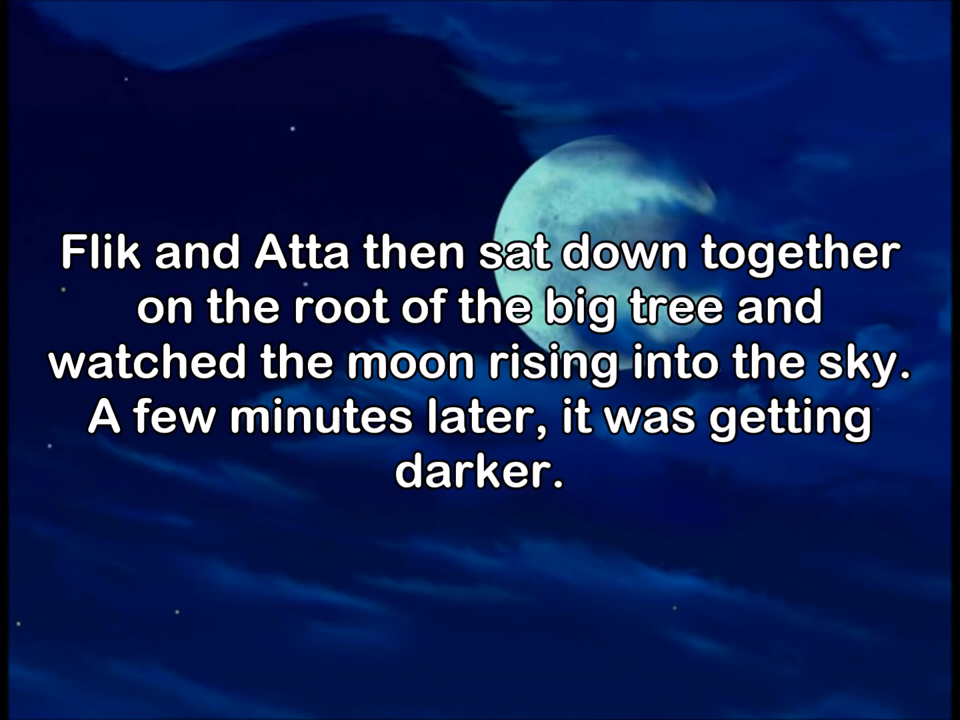 Flik and Atta then sat down together
on the root of the big tree and
watched the moon rising into the sky.
A few minutes later, it was getting
darker.